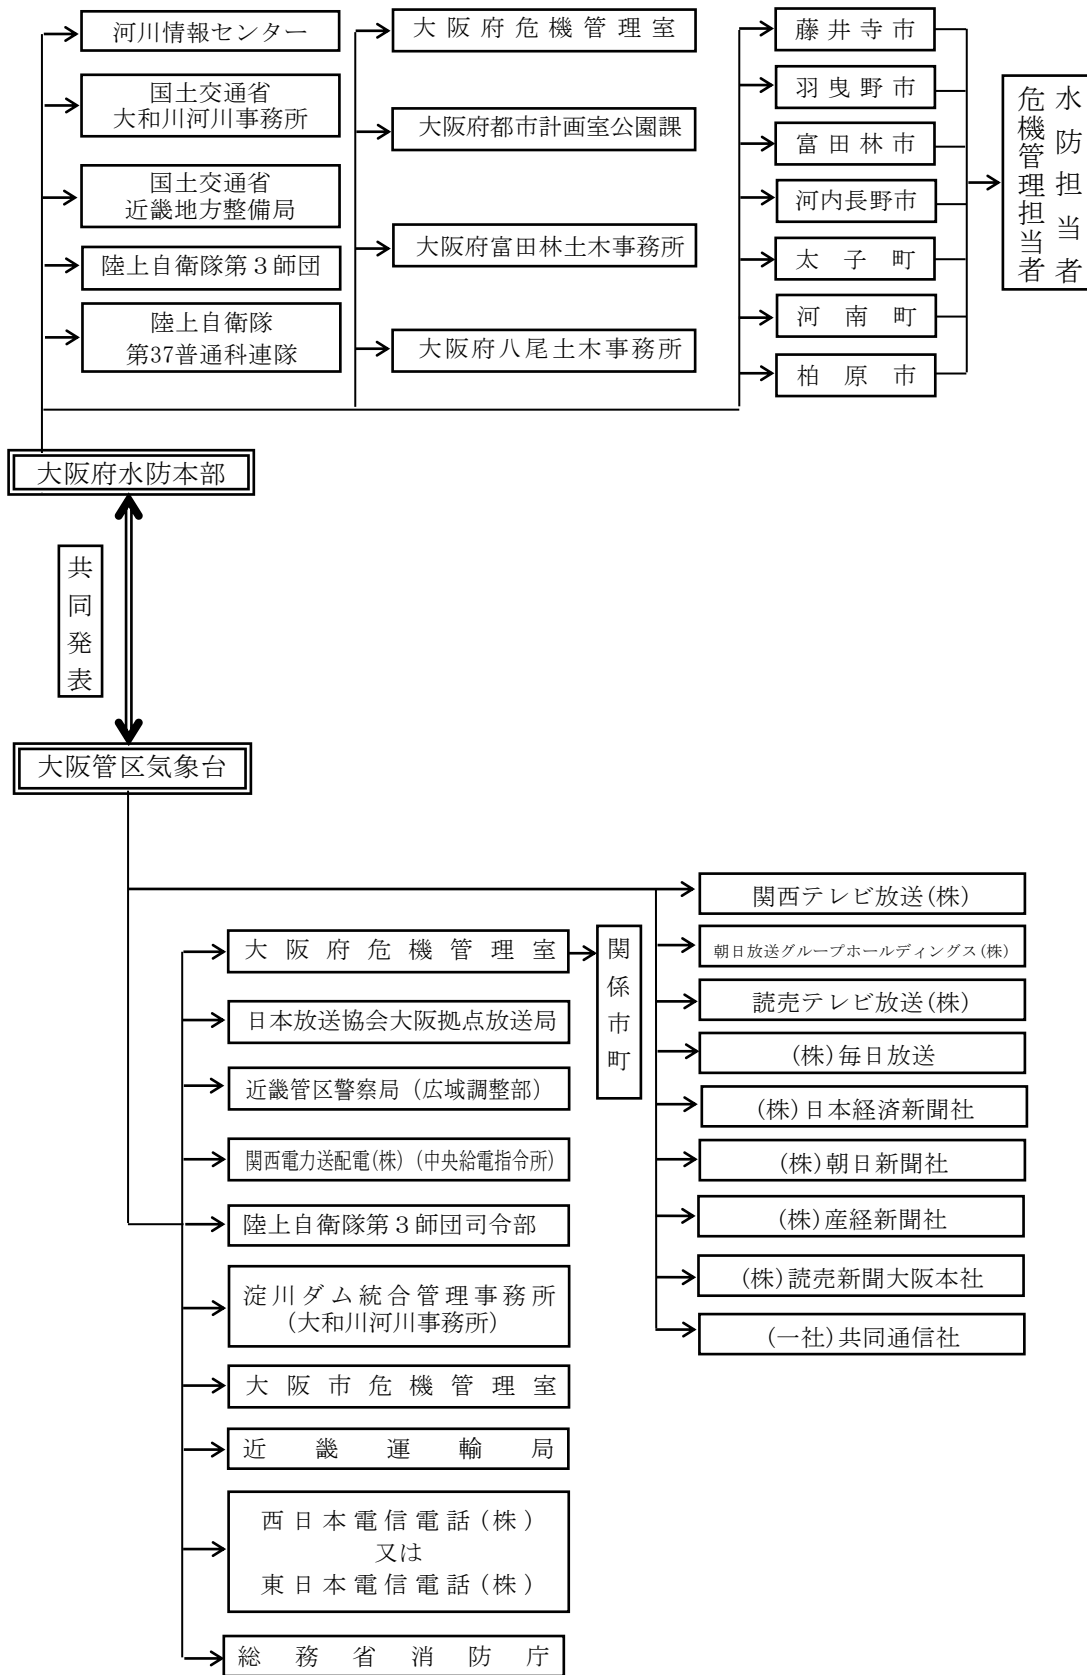 河川情報センター
国土交通省
大和川河川事務所
国土交通省
近畿地方整備局
陸上自衛隊第３師団
陸上自衛隊
第37普通科連隊
大阪府危機管理室
大阪府都市計画室公園課
大阪府富田林土木事務所
大阪府八尾土木事務所
藤井寺市
羽曳野市
富田林市
河内長野市
太子町
河南町
柏原市
水防担当者
危機管理担当者
大阪府水防本部
共同発表
大阪管区気象台
大阪府危機管理室
日本放送協会大阪拠点放送局
近畿管区警察局（広域調整部）
関西電力送配電(株)（中央給電指令所）
陸上自衛隊第３師団司令部
淀川ダム統合管理事務所
(大和川河川事務所)
大阪市危機管理室
近畿運輸局
西日本電信電話(株)
又は
東日本電信電話(株)
総務省消防庁
関係市町
関西テレビ放送(株)
朝日放送グループホールディングス(株)
読売テレビ放送(株)
(株)毎日放送
(株)日本経済新聞社
(株)朝日新聞社
(株)産経新聞社
(株)読売新聞大阪本社
(一社)共同通信社